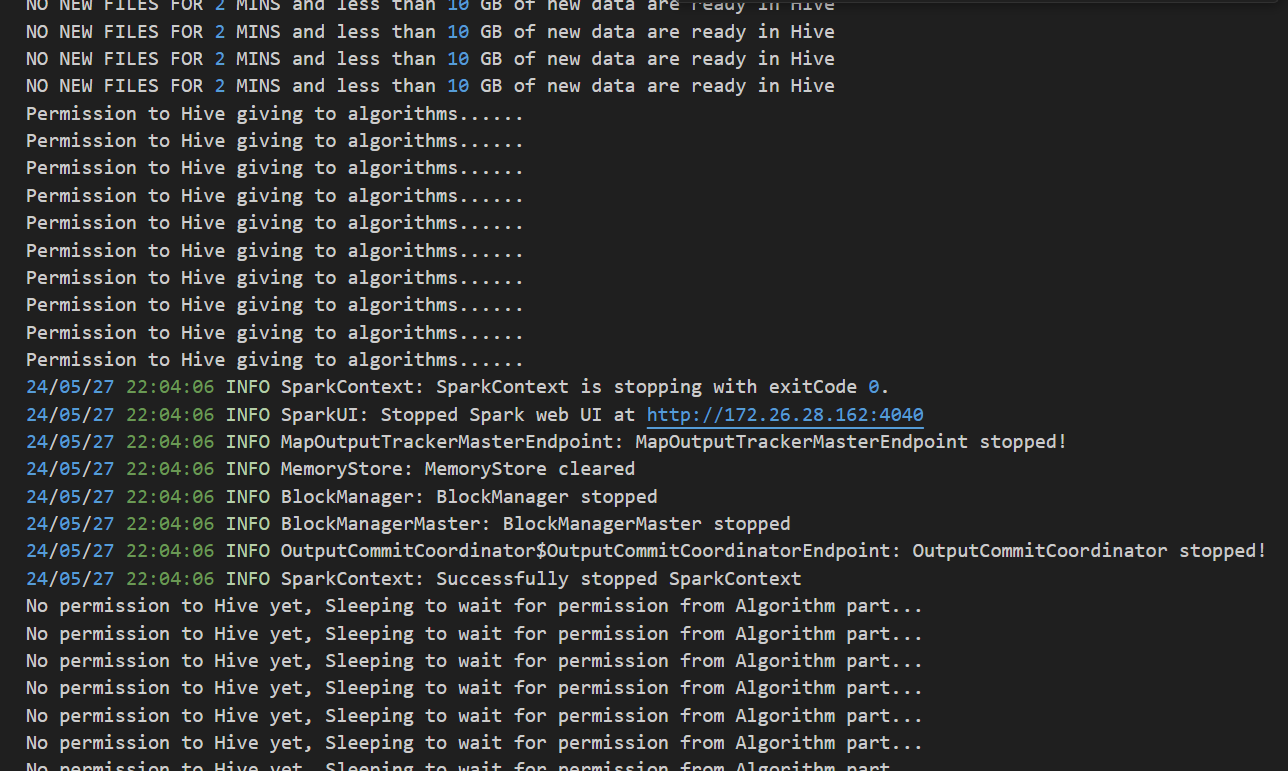 NO NEW FILES FOR 2 MINS and less than 10 GB of new data are ready in Hive
NO NEW FILES FOR 2 MINS and less than 10 GB of new data are ready in Hive
NO NEW FILES FOR 2 MINS and less than 10 GB of new data are ready in Hive
NO NEW FILES FOR 2 MINS and less than 10 GB of new data are ready in Hive
Permission to Hive giving to algorithms......
Permission to Hive giving to algorithms......
Permission to Hive giving to algorithms......
Permission to Hive giving to algorithms......
Permission to Hive giving to algorithms......
Permission to Hive giving to algorithms......
Permission to Hive giving to algorithms......
Permission to Hive giving to algorithms......
Permission to Hive giving to algorithms......
Permission to Hive giving to algorithms......
24/05/27 22:04:06 INFO SparkContext: SparkContext is stopping with exitCode 0.
24/05/27 22:04:06 INFO SparkUI: Stopped Spark web UI at http://172.26.28.162:4040
24/05/27 22:04:06 INFO MapOutputTrackerMasterEndpoint: MapOutputTrackerMasterEndpoint stopped!
24/05/27 22:04:06 INFO MemoryStore: MemoryStore cleared
24/05/27 22:04:06 INFO BlockManager: BlockManager stopped
24/05/27 22:04:06 INFO BlockManagerMaster: BlockManagerMaster stopped
24/05/27 22:04:06 INFO OutputCommitCoordinator$OutputCommitCoordinatorEndpoint: OutputCommitCoordinator stopped!
24/05/27 22:04:06 INFO SparkContext: Successfully stopped SparkContext
No permission to Hive yet, Sleeping to wait for permission from Algorithm part...
No permission to Hive yet, Sleeping to wait for permission from Algorithm part...
No permission to Hive yet, Sleeping to wait for permission from Algorithm part...
No permission to Hive yet, Sleeping to wait for permission from Algorithm part...
No permission to Hive yet, Sleeping to wait for permission from Algorithm part...
No permission to Hive yet, Sleeping to wait for permission from Algorithm part...
No permission to Hive yet, Sleeping to wait for permission from Algorithm part